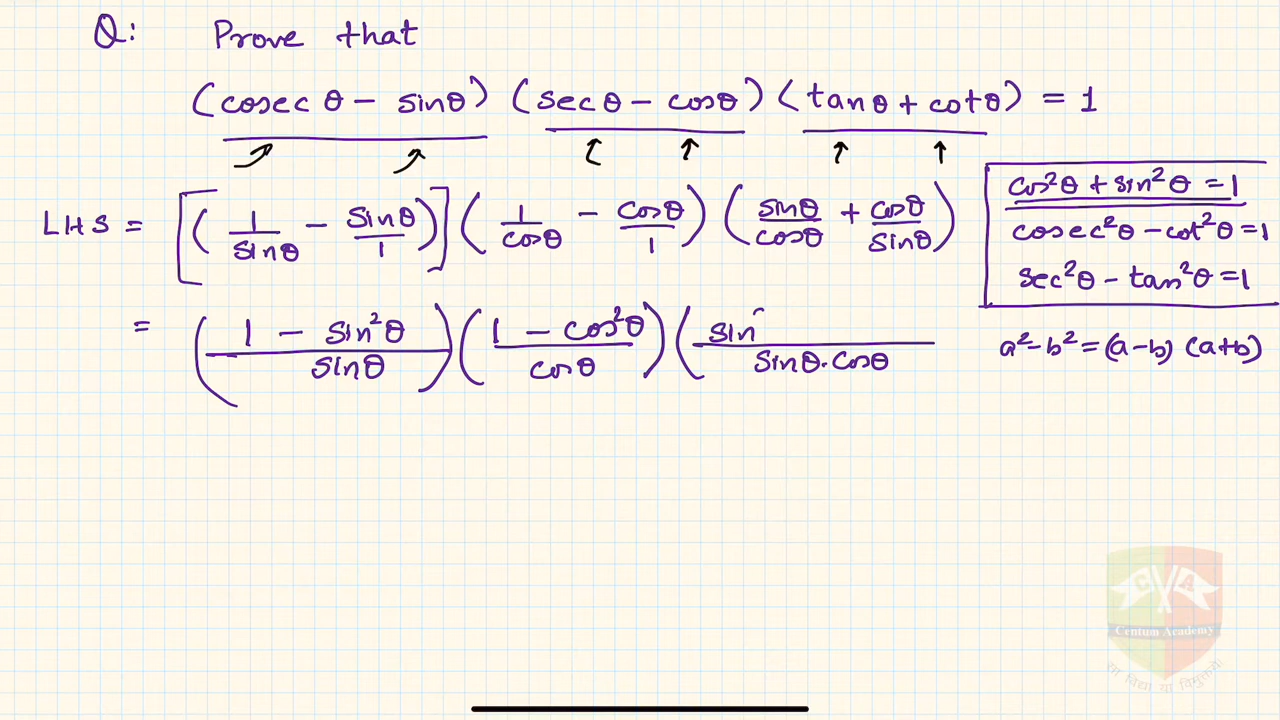 Q: Prove that
(cosec θ − sinθ) (secθ − cosθ) (tanθ + cotθ) = 1
LHS = [(1/sinθ − sinθ/1)] (1/cosθ − cosθ/1) (sinθ/cosθ + cosθ/sinθ)
cos²θ + sin²θ = 1
cosec²θ − cot²θ = 1
sec²θ − tan²θ = 1
= ((1 − sin²θ)/sinθ) ((1 − cos²θ)/cosθ) (sin/sinθ·cosθ
a² − b² = (a−b) (a+b)
C A
Centum Academy
सा विद्या या विमुक्तये